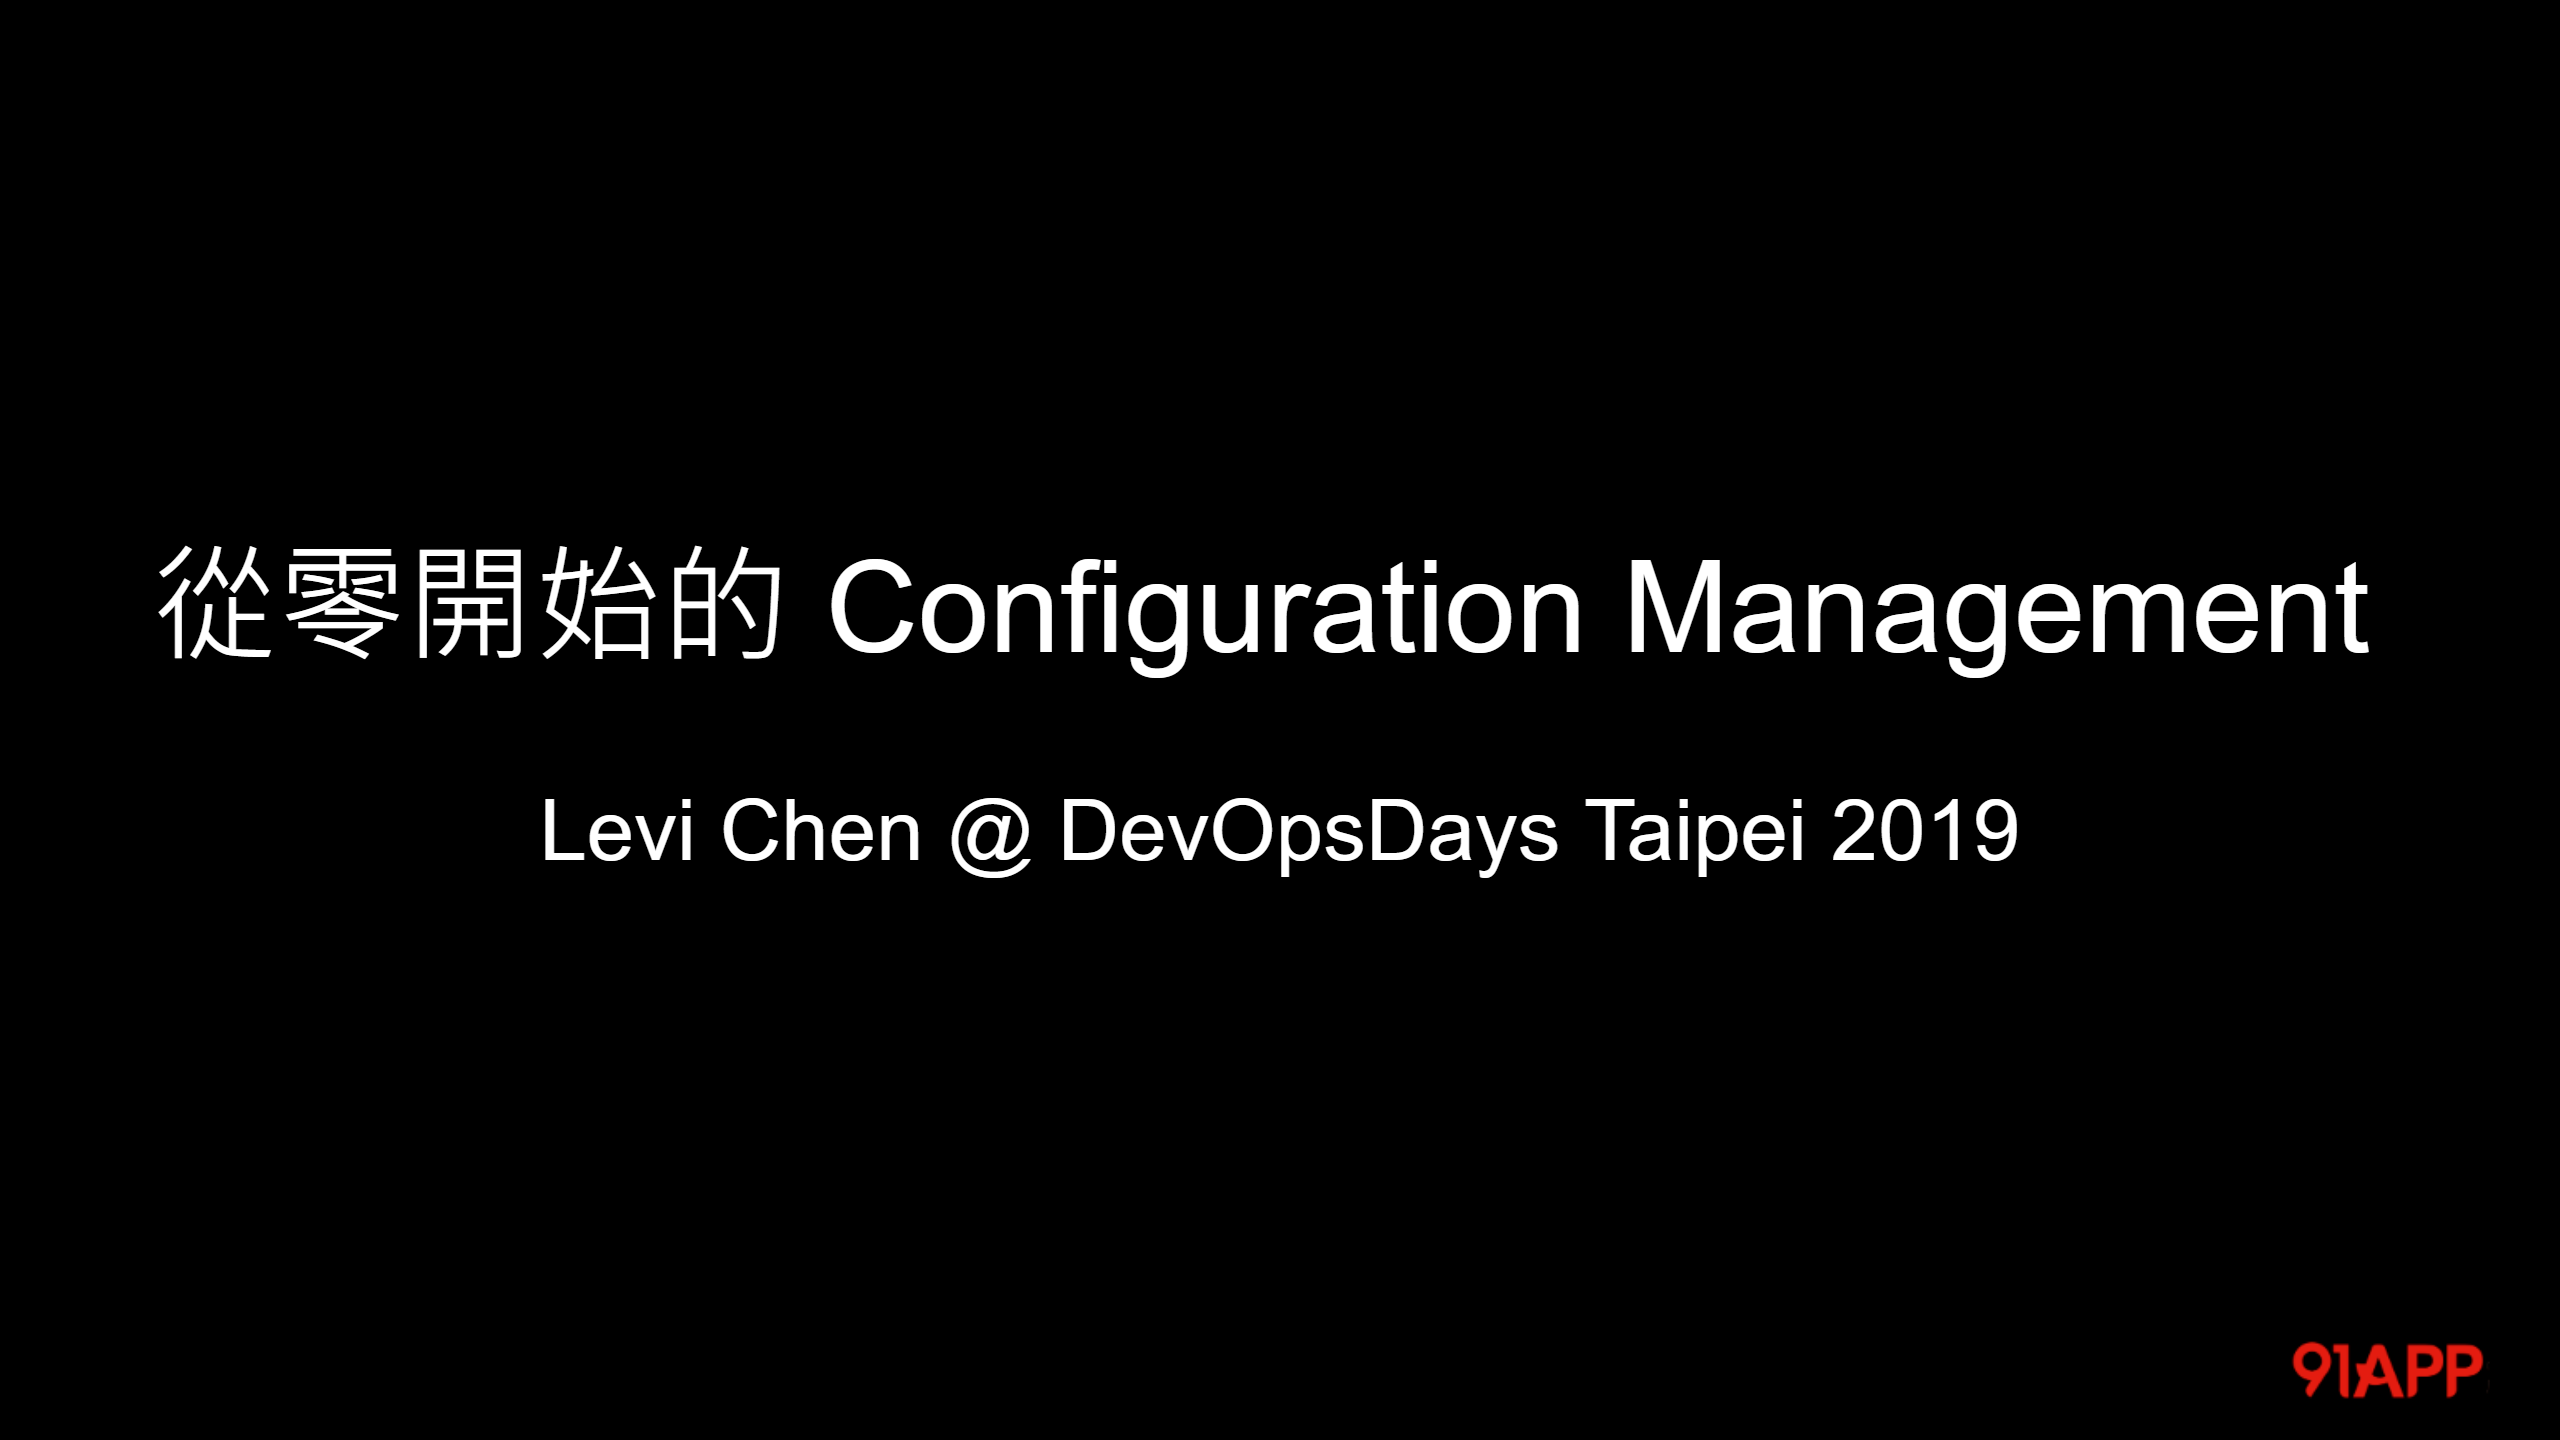 從零開始的 Configuration Management
Levi Chen @ DevOpsDays Taipei 2019
91APP